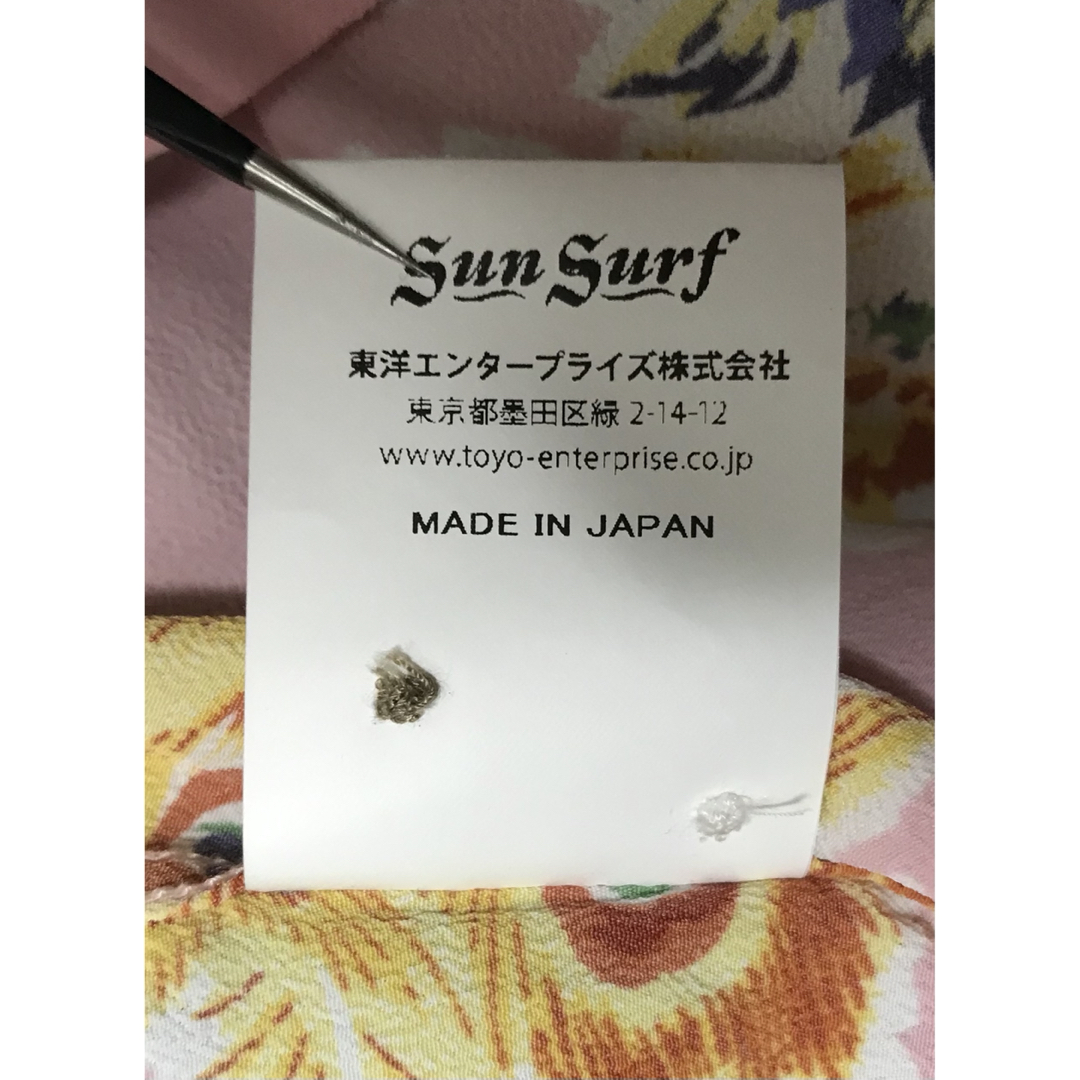 Sun Surf
東洋エンタープライズ株式会社
東京都墨田区緑 2-14-12
www.toyo-enterprise.co.jp
MADE IN JAPAN